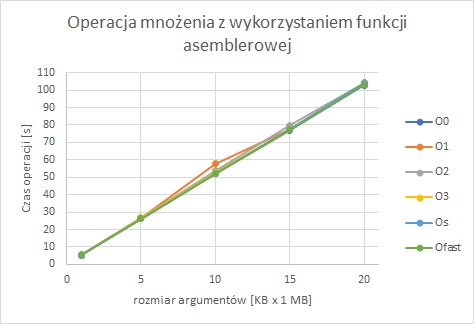 Operacja mnożenia z wykorzystaniem funkcji
asemblerowej
110
100
90
80
70
60
50
40
30
20
10
0
Czas operacji [s]
0 5 10 15 20
rozmiar argumentów [KB x 1 MB]
O0
O1
O2
O3
Os
Ofast